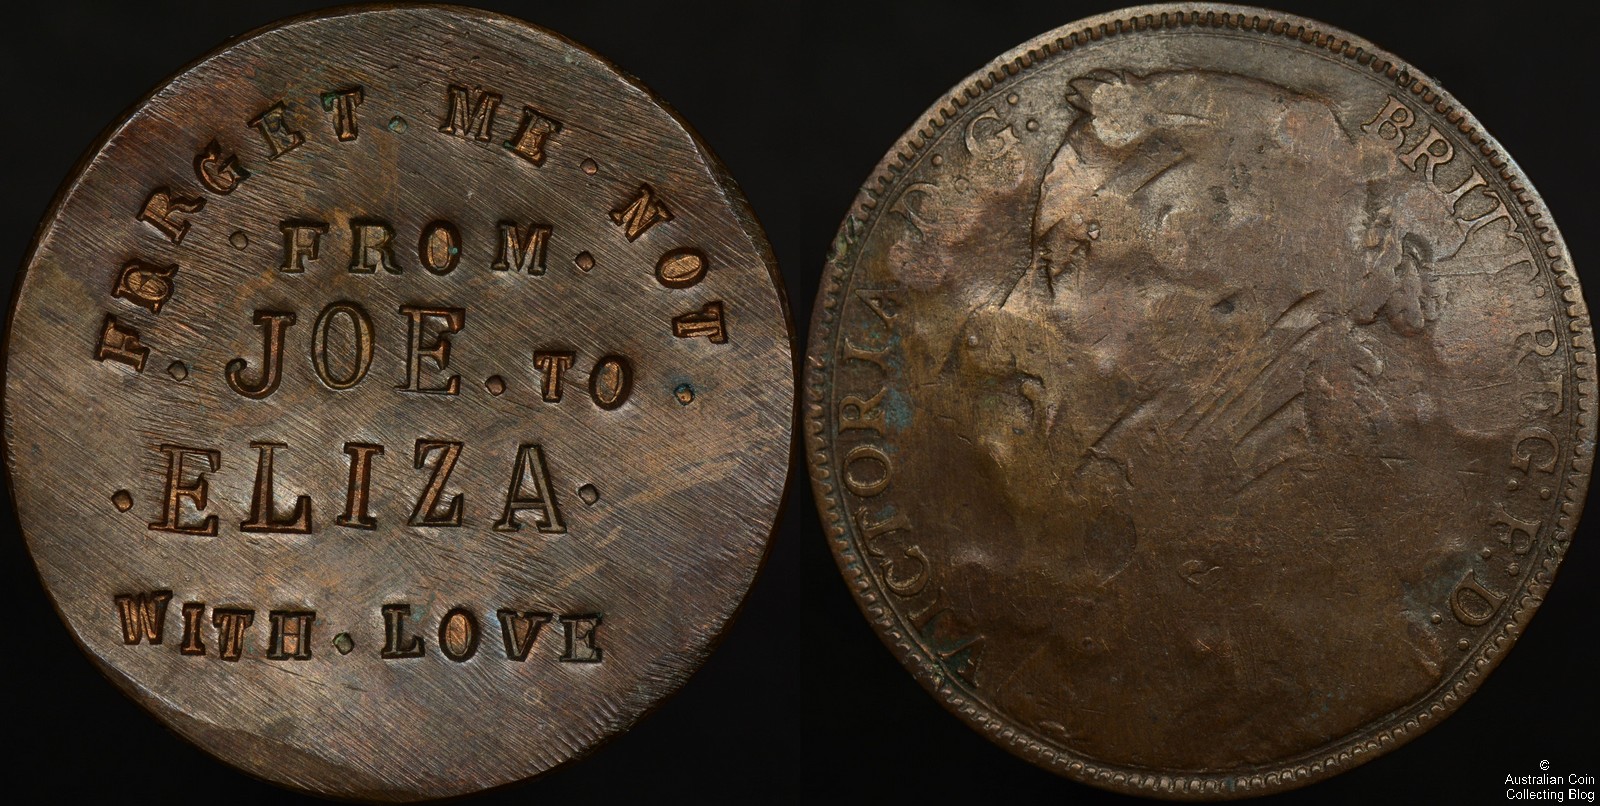 FORGET · ME · NOT ·
· FROM ·
· JOE · TO
· ELIZA ·
WITH · LOVE
VICTORIA D. G. BRITT. REG. F. D.
©
Australian Coin
Collecting Blog